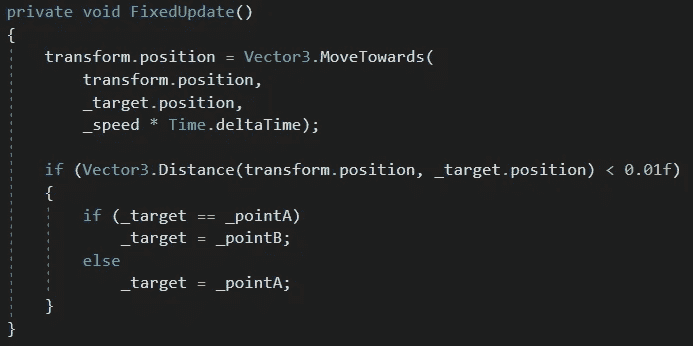 private void FixedUpdate()
{
    transform.position = Vector3.MoveTowards(
        transform.position,
        _target.position,
        _speed * Time.deltaTime);

    if (Vector3.Distance(transform.position, _target.position) < 0.01f)
    {
        if (_target == _pointA)
            _target = _pointB;
        else
            _target = _pointA;
    }
}